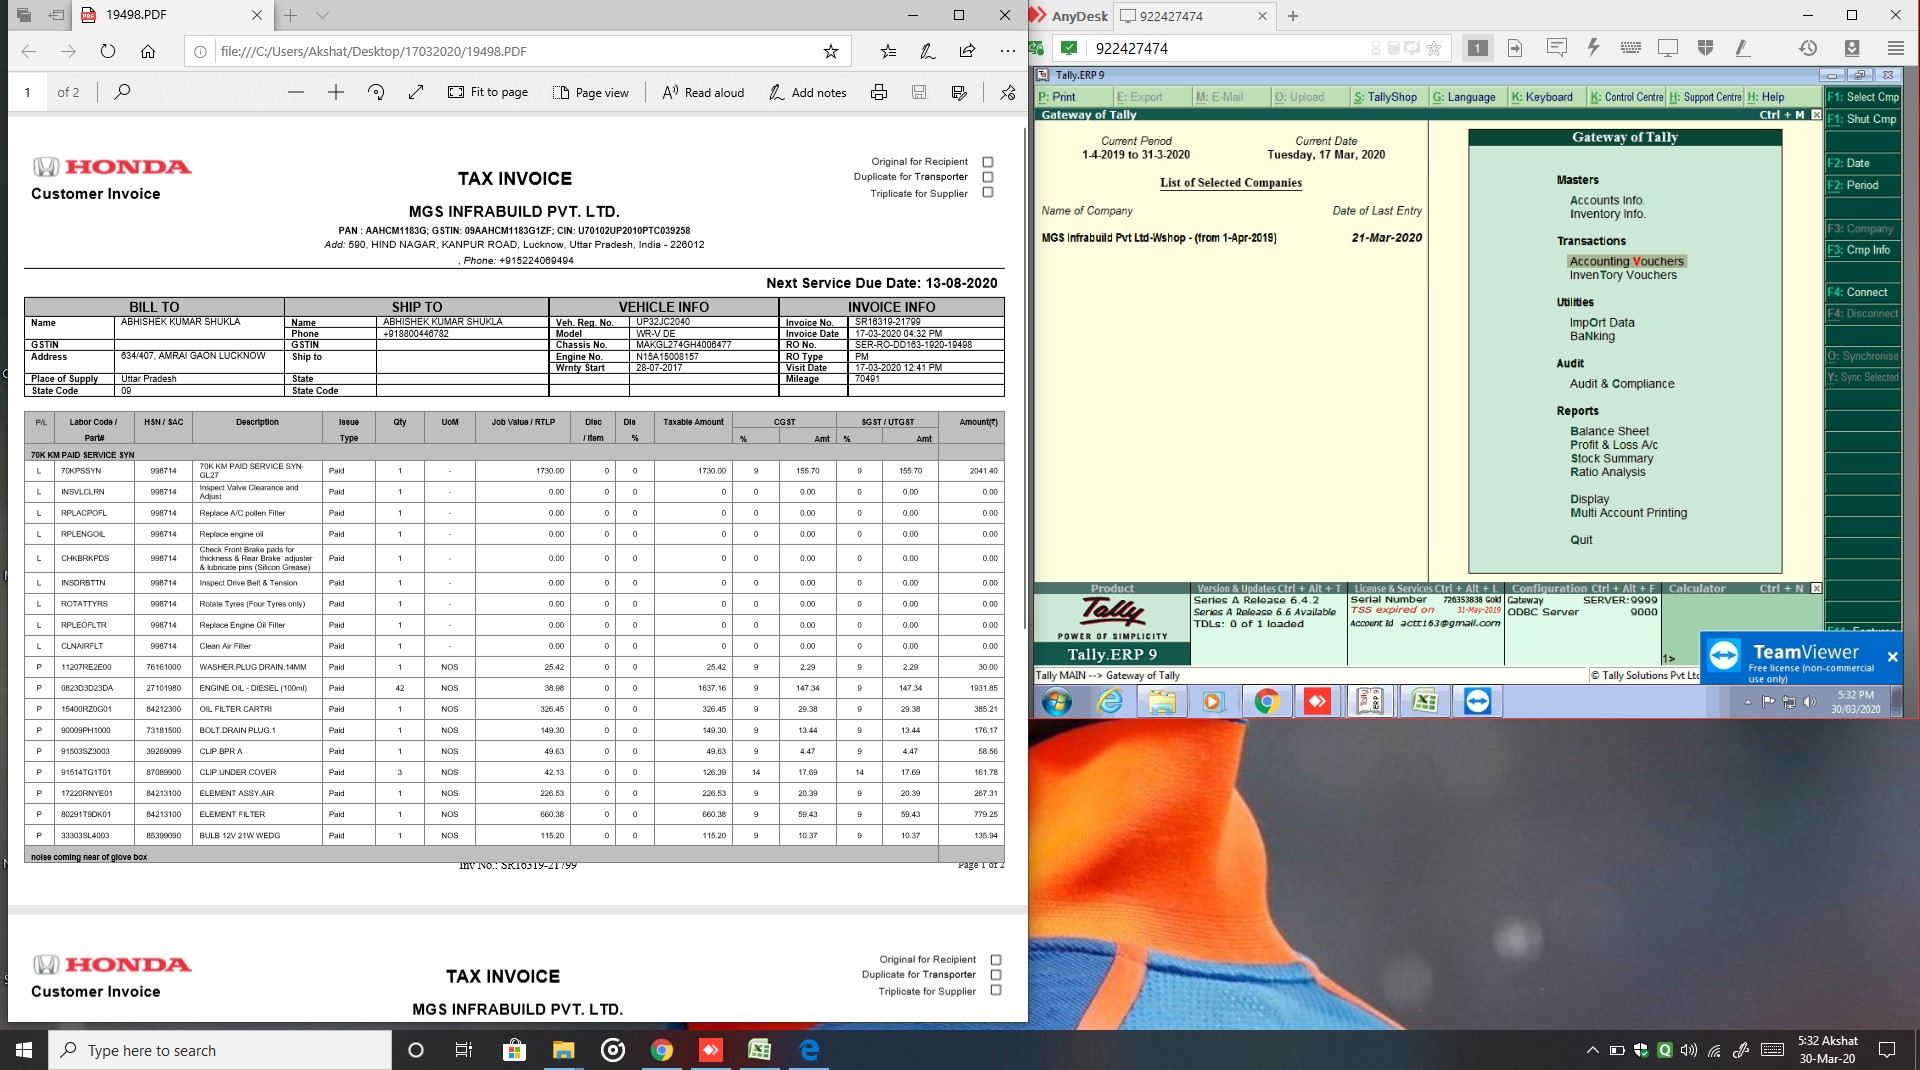 19498.PDF
file:///C:/Users/Akshat/Desktop/17032020/19498.PDF
1 of 2 Fit to page Page view Read aloud Add notes
HONDA
Customer Invoice
TAX INVOICE
Original for Recipient
Duplicate for Transporter
Triplicate for Supplier
MGS INFRABUILD PVT. LTD.
PAN : AAHCM1183G; GSTIN: 09AAHCM1183G1ZF; CIN: U70102UP2010PTC039258
Add: 590, HIND NAGAR, KANPUR ROAD, Lucknow, Uttar Pradesh, India - 226012
, Phone: +915224069494
Next Service Due Date: 13-08-2020
BILL TO SHIP TO VEHICLE INFO INVOICE INFO
Name ABHISHEK KUMAR SHUKLA Name ABHISHEK KUMAR SHUKLA Veh. Reg. No. UP32JC2040 Invoice No. SR16319-21799
Phone +918800446782 Model WR-V DE Invoice Date 17-03-2020 04:32 PM
GSTIN GSTIN Chassis No. MAKGL274GH4006477 RO No. SER-RO-DD163-1920-19498
Address 634/407, AMRAI GAON LUCKNOW Ship to Engine No. N15A15008157 RO Type PM
Wrnty Start 28-07-2017 Visit Date 17-03-2020 12:41 PM
Place of Supply Uttar Pradesh State Mileage 70491
State Code 09 State Code
P/L Labor Code / Part# HSN / SAC Description Issue Type Qty UoM Job Value / RTLP Disc / Item Dis % Taxable Amount CGST % Amt SGST / UTGST % Amt Amount(₹)
70K KM PAID SERVICE SYN
L 70KPSSYN 998714 70K KM PAID SERVICE SYN-GL27 Paid 1 - 1730.00 0 0 1730.00 9 155.70 9 155.70 2041.40
L INSVLCLRN 998714 Inspect Valve Clearance and Adjust Paid 1 - 0.00 0 0 0 0 0.00 0 0.00 0.00
L RPLACPOFL 998714 Replace A/C pollen Filter Paid 1 - 0.00 0 0 0 0 0.00 0 0.00 0.00
L RPLENGOIL 998714 Replace engine oil Paid 1 - 0.00 0 0 0 0 0.00 0 0.00 0.00
L CHKBRKPDS 998714 Check Front Brake pads for thickness & Rear Brake adjuster & lubricate pins (Silicon Grease) Paid 1 - 0.00 0 0 0 0 0.00 0 0.00 0.00
L INSDRBTTN 998714 Inspect Drive Belt & Tension Paid 1 - 0.00 0 0 0 0 0.00 0 0.00 0.00
L ROTATTYRS 998714 Rotate Tyres (Four Tyres only) Paid 1 - 0.00 0 0 0 0 0.00 0 0.00 0.00
L RPLEOFLTR 998714 Replace Engine Oil Filter Paid 1 - 0.00 0 0 0 0 0.00 0 0.00 0.00
L CLNAIRFLT 998714 Clean Air Filter Paid 1 - 0.00 0 0 0 0 0.00 0 0.00 0.00
P 11207RE2E00 76161000 WASHER.PLUG DRAIN.14MM Paid 1 NOS 25.42 0 0 25.42 9 2.29 9 2.29 30.00
P 0823D3D23DA 27101980 ENGINE OIL - DIESEL (100ml) Paid 42 NOS 38.98 0 0 1637.16 9 147.34 9 147.34 1931.85
P 15400RZ0G01 84212300 OIL FILTER CARTRI Paid 1 NOS 326.45 0 0 326.45 9 29.38 9 29.38 385.21
P 90009PH1000 73181500 BOLT.DRAIN PLUG.1 Paid 1 NOS 149.30 0 0 149.30 9 13.44 9 13.44 176.17
P 91503SZ3003 39269099 CLIP.BPR A Paid 1 NOS 49.63 0 0 49.63 9 4.47 9 4.47 58.56
P 91514TG1T01 87089900 CLIP.UNDER COVER Paid 3 NOS 42.13 0 0 126.39 14 17.69 14 17.69 161.78
P 17220RNYE01 84213100 ELEMENT ASSY.AIR Paid 1 NOS 226.53 0 0 226.53 9 20.39 9 20.39 267.31
P 80291T9DK01 84213100 ELEMENT FILTER Paid 1 NOS 660.38 0 0 660.38 9 59.43 9 59.43 779.25
P 33303SL4003 85399090 BULB 12V 21W WEDG Paid 1 NOS 115.20 0 0 115.20 9 10.37 9 10.37 135.94
noise coming near of glove box
Inv No.: SR16319-21799 Page 1 of 2
HONDA
Customer Invoice
TAX INVOICE
Original for Recipient
Duplicate for Transporter
Triplicate for Supplier
MGS INFRABUILD PVT. LTD.
AnyDesk 922427474
922427474 1
Tally.ERP 9
P: Print E: Export M: E-Mail O: Upload S: TallyShop G: Language K: Keyboard K: Control Centre H: Support Centre H: Help
Gateway of Tally Ctrl + M
Current Period Current Date
1-4-2019 to 31-3-2020 Tuesday, 17 Mar, 2020
List of Selected Companies
Name of Company Date of Last Entry
MGS Infrabuild Pvt Ltd-Wshop - (from 1-Apr-2019) 21-Mar-2020
Gateway of Tally
Masters
Accounts Info.
Inventory Info.
Transactions
Accounting Vouchers
InvenTory Vouchers
Utilities
ImpOrt Data
BaNking
Audit
Audit & Compliance
Reports
Balance Sheet
Profit & Loss A/c
Stock Summary
Ratio Analysis
Display
Multi Account Printing
Quit
F1: Select Cmp
F1: Shut Cmp
F2: Date
F2: Period
F3: Company
F3: Cmp Info
F4: Connect
F4: Disconnect
O: Synchronise
Y: Sync Selected
Product Version & Updates Ctrl + Alt + T License & Services Ctrl + Alt + L Configuration Ctrl + Alt + F Calculator Ctrl + N
Tally
POWER OF SIMPLICITY
Tally.ERP 9
Series A Release 6.4.2
Series A Release 6.6 Available
TDLs: 0 of 1 loaded
Serial Number 726353838 Gold
TSS expired on 31-May-2019
Account Id actt163@gmail.com
Gateway SERVER:9999
ODBC Server 9000
1>
TeamViewer
Free license (non-commercial use only)
Tally MAIN --> Gateway of Tally © Tally Solutions Pvt Ltd
5:32 PM
30/03/2020
Type here to search
5:32 Akshat
30-Mar-20